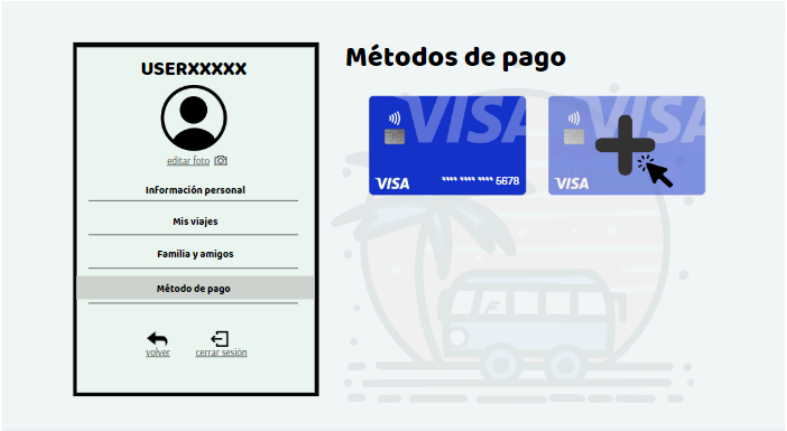 USERXXXXX
editar foto
Información personal
Mis viajes
Familia y amigos
Método de pago
volver
cerrar sesión
Métodos de pago
VISA
VISA
**** **** **** 5678
VISA
VISA
F